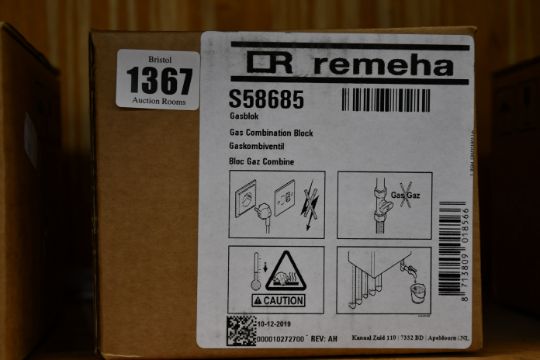 Bristol
1367
Auction Rooms
remeha
S58685
Gasblok
Gas Combination Block
Gaskombiventil
Bloc Gaz Combine
Gas Gaz
CAUTION
8 713809 018566
10-12-2019
000010272700 REV: AH
Kanaal Zuid 110 | 7332 BD | Apeldoorn | NL